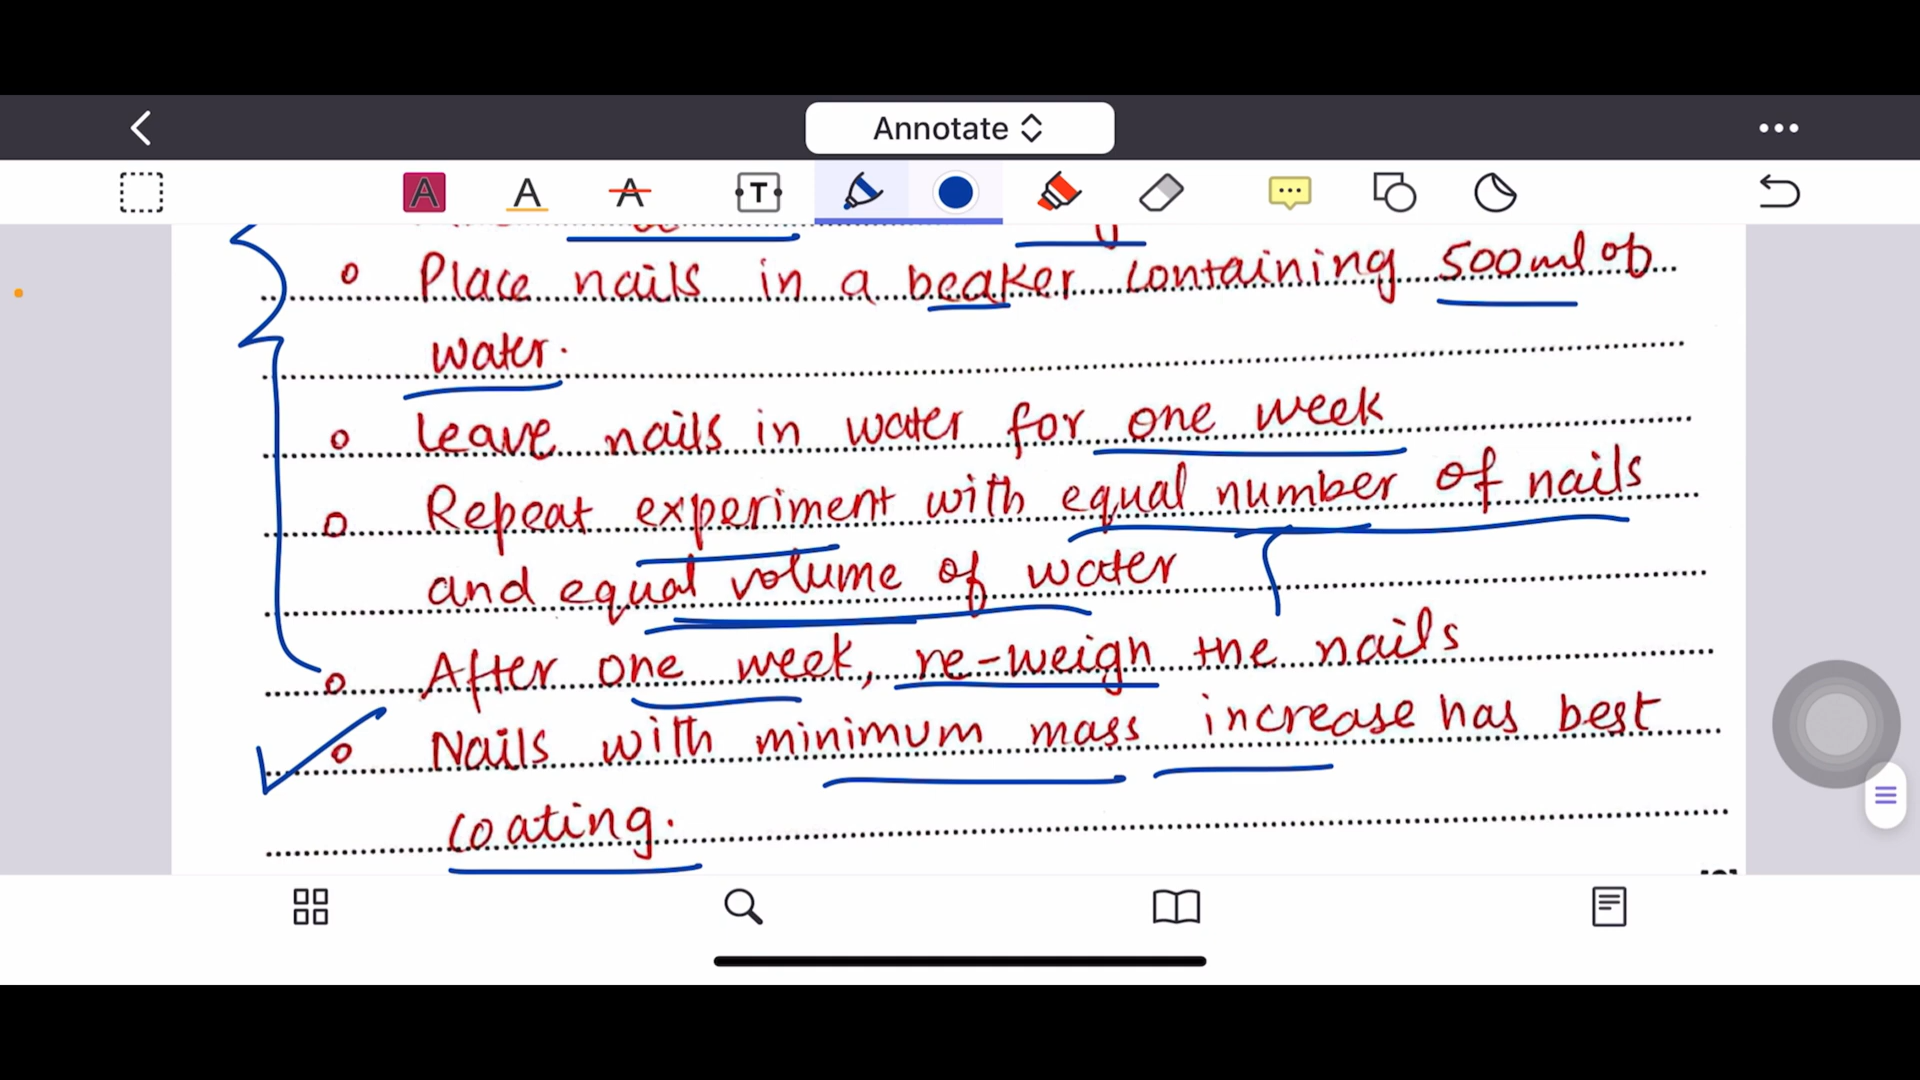 Annotate
A A A T
Place nails in a beaker containing 500ml of
water.
Leave nails in water for one week
Repeat experiment with equal number of nails
and equal volume of water
After one week, re-weigh the nails
Nails with minimum mass increase has best
coating.